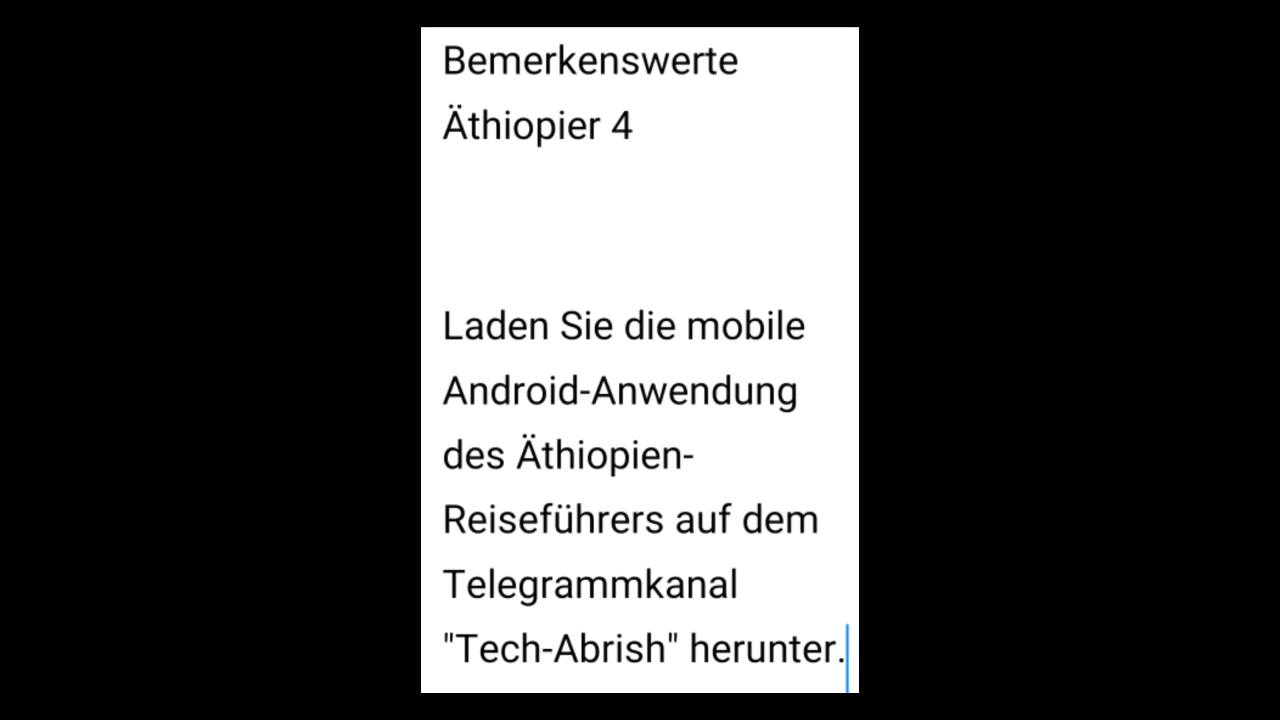 Bemerkenswerte
Äthiopier 4
Laden Sie die mobile
Android-Anwendung
des Äthiopien-
Reiseführers auf dem
Telegrammkanal
"Tech-Abrish" herunter.